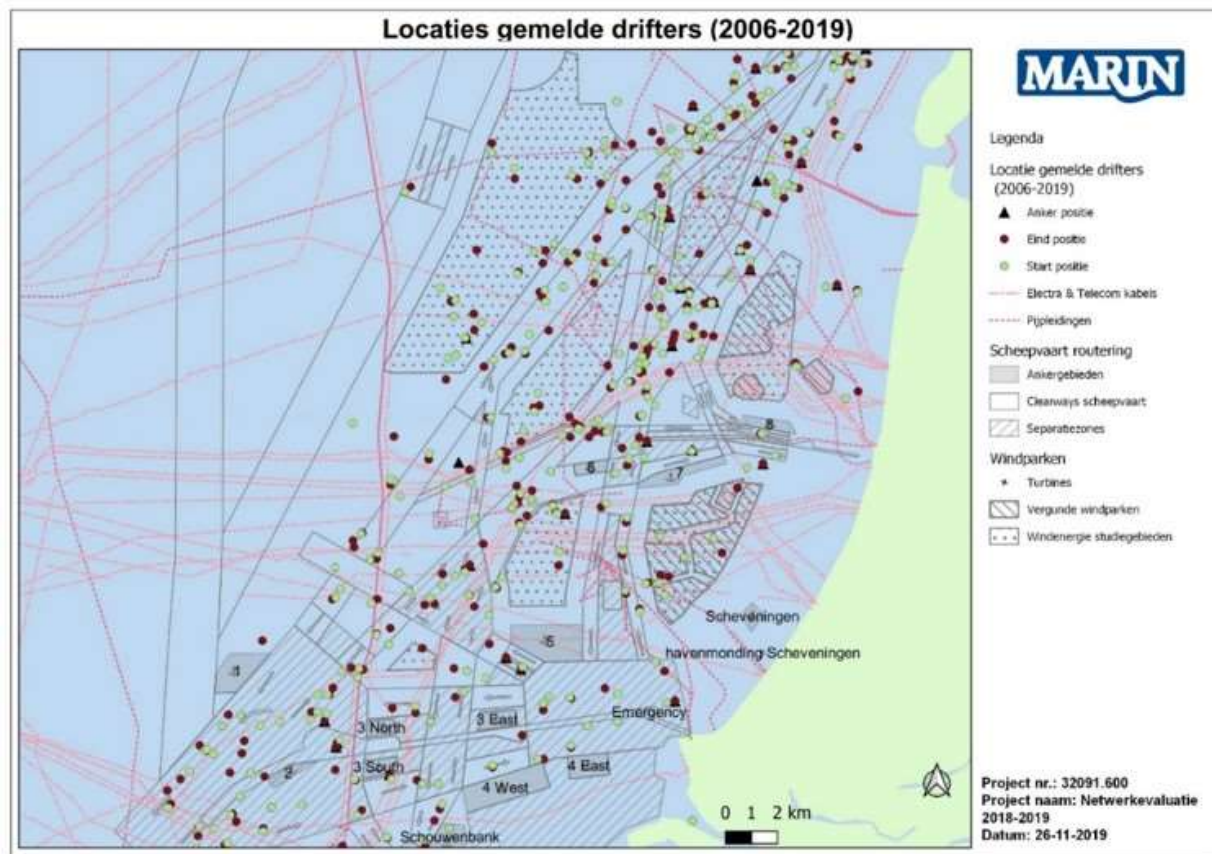 Locaties gemelde drifters (2006-2019)
MARIN
Legenda
Locatie gemelde drifters
(2006-2019)
Anker positie
Eind positie
Start positie
Electra & Telecom kabels
Pijpleidingen
Scheepvaart routering
Ankergebieden
Clearways scheepvaart
Separatiezones
Windparken
Turbines
Vergunde windparken
Windenergie studiegebieden
8
6
7
Scheveningen
5
havenmonding Scheveningen
1
Emergency
3 North
3 East
2
3 South
4 East
4 West
Schouwenbank
0 1 2 km
Project nr.: 32091.600
Project naam: Netwerkevaluatie
2018-2019
Datum: 26-11-2019